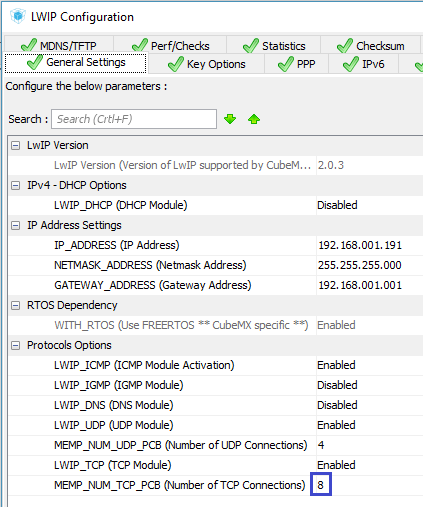 LWIP Configuration
MDNS/TFTP Perf/Checks Statistics Checksum
General Settings Key Options PPP IPv6
Configure the below parameters :
Search : Search (Crtl+F)
LwIP Version
LwIP Version (Version of LwIP supported by CubeM... 2.0.3
IPv4 - DHCP Options
LWIP_DHCP (DHCP Module) Disabled
IP Address Settings
IP_ADDRESS (IP Address) 192.168.001.191
NETMASK_ADDRESS (Netmask Address) 255.255.255.000
GATEWAY_ADDRESS (Gateway Address) 192.168.001.001
RTOS Dependency
WITH_RTOS (Use FREERTOS ** CubeMX specific **) Enabled
Protocols Options
LWIP_ICMP (ICMP Module Activation) Enabled
LWIP_IGMP (IGMP Module) Disabled
LWIP_DNS (DNS Module) Disabled
LWIP_UDP (UDP Module) Enabled
MEMP_NUM_UDP_PCB (Number of UDP Connections) 4
LWIP_TCP (TCP Module) Enabled
MEMP_NUM_TCP_PCB (Number of TCP Connections) 8